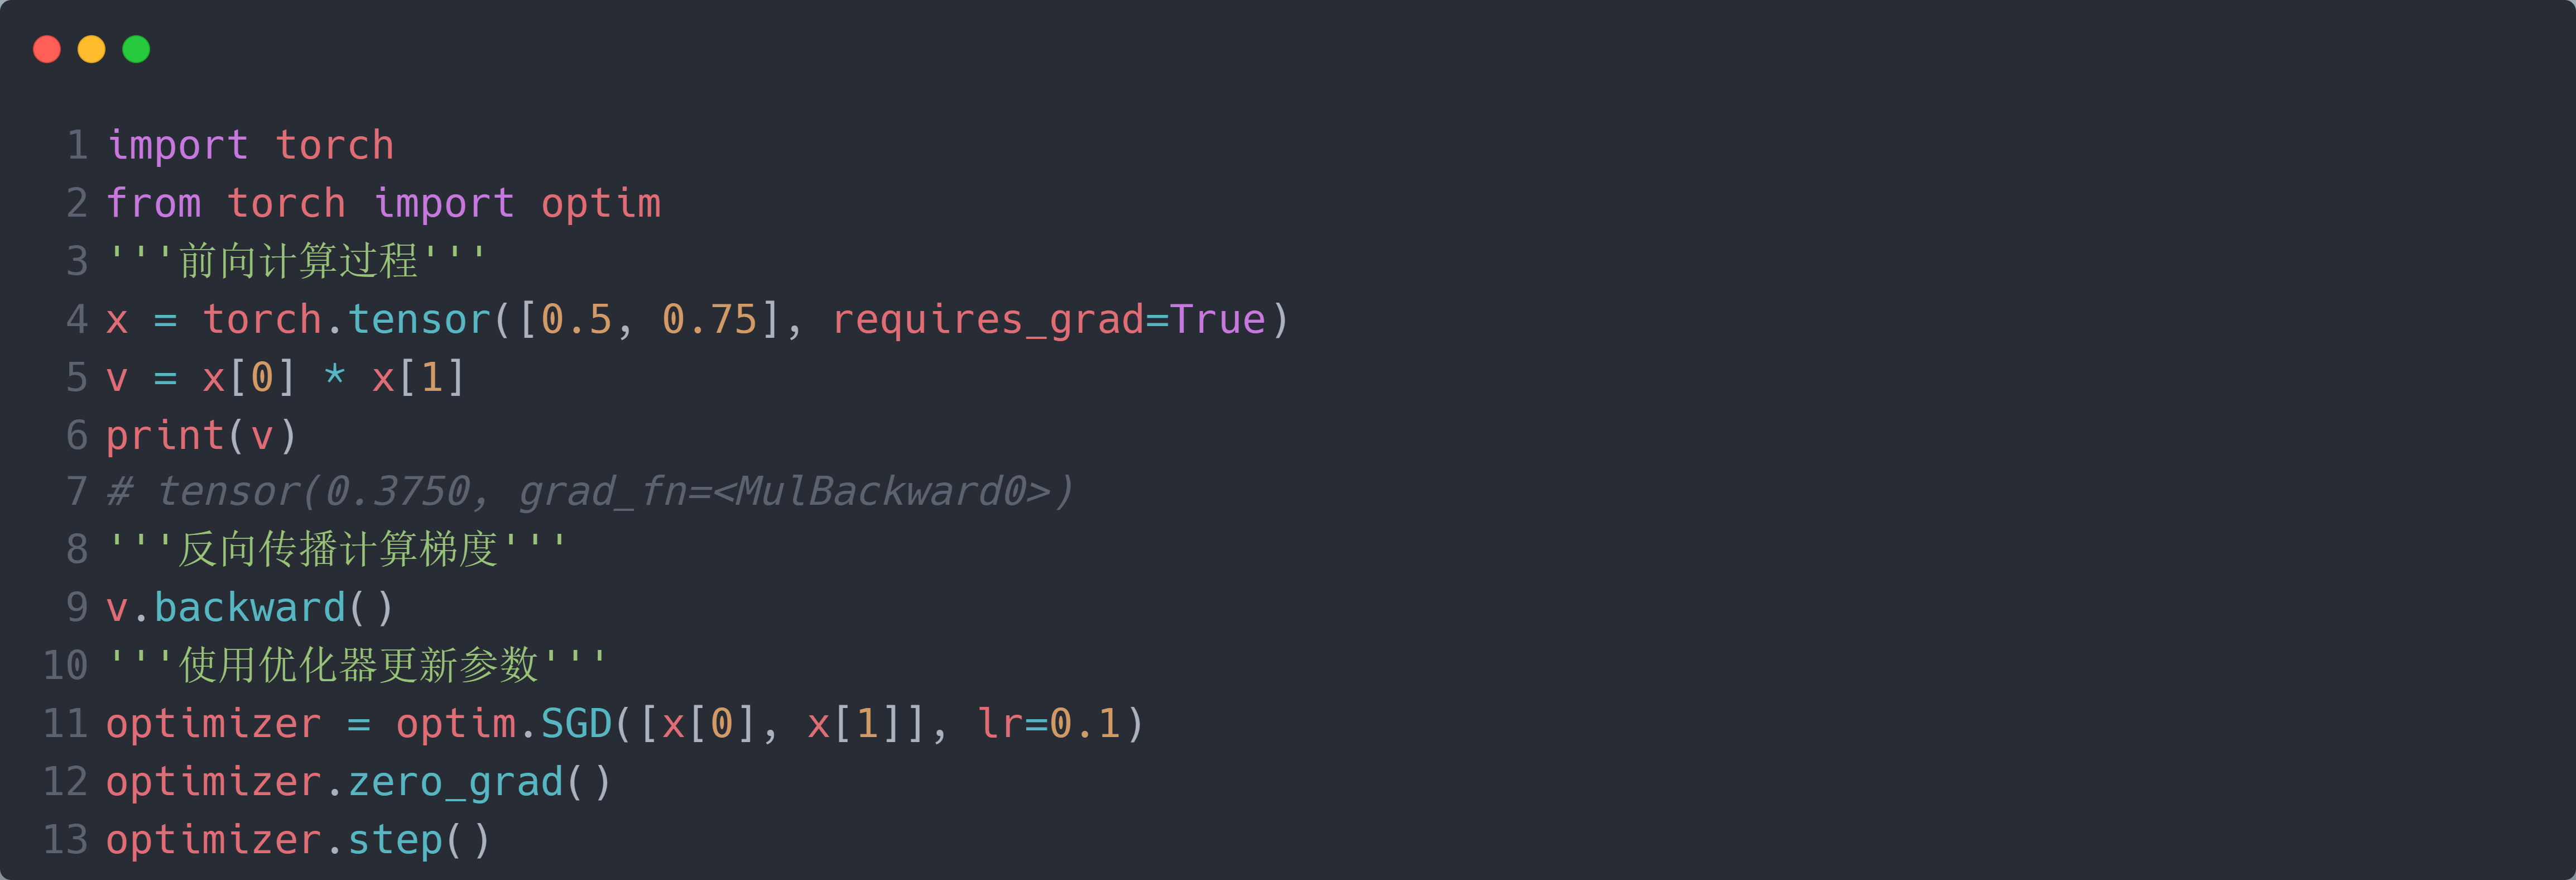 1 import torch
2 from torch import optim
3 '''前向计算过程'''
4 x = torch.tensor([0.5, 0.75], requires_grad=True)
5 v = x[0] * x[1]
6 print(v)
7 # tensor(0.3750, grad_fn=<MulBackward0>)
8 '''反向传播计算梯度'''
9 v.backward()
10 '''使用优化器更新参数'''
11 optimizer = optim.SGD([x[0], x[1]], lr=0.1)
12 optimizer.zero_grad()
13 optimizer.step()